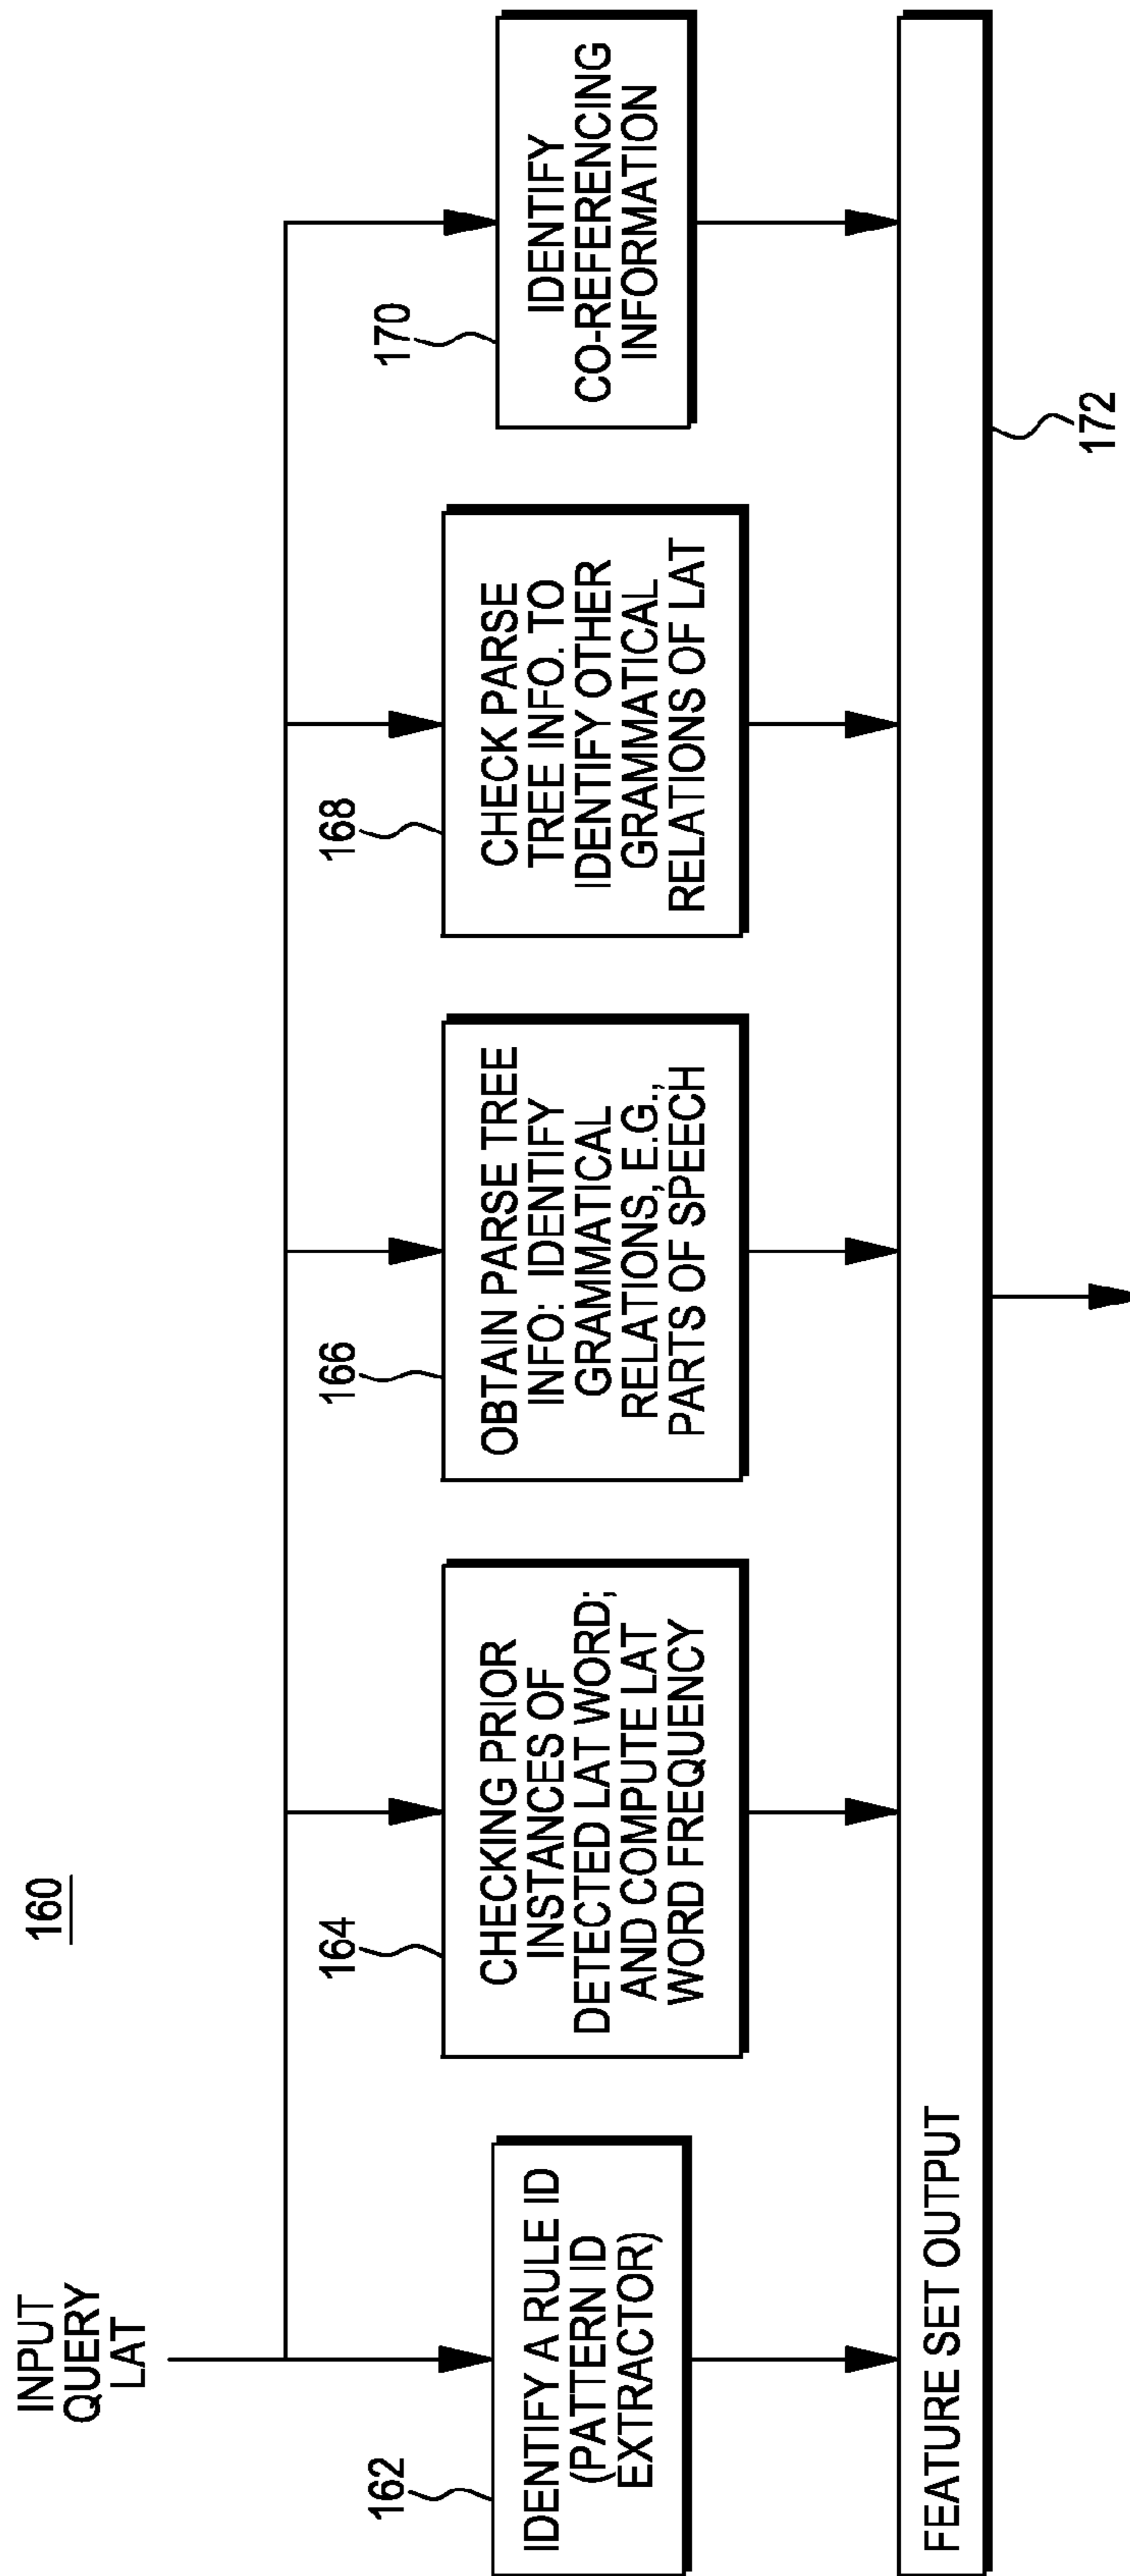 160
INPUT
QUERY
LAT
162
IDENTIFY A RULE ID
(PATTERN ID
EXTRACTOR)
164
CHECKING PRIOR
INSTANCES OF
DETECTED LAT WORD;
AND COMPUTE LAT
WORD FREQUENCY
166
OBTAIN PARSE TREE
INFO: IDENTIFY
GRAMMATICAL
RELATIONS, E.G.,
PARTS OF SPEECH
168
CHECK PARSE
TREE INFO. TO
IDENTIFY OTHER
GRAMMATICAL
RELATIONS OF LAT
170
IDENTIFY
CO-REFERENCING
INFORMATION
FEATURE SET OUTPUT
172